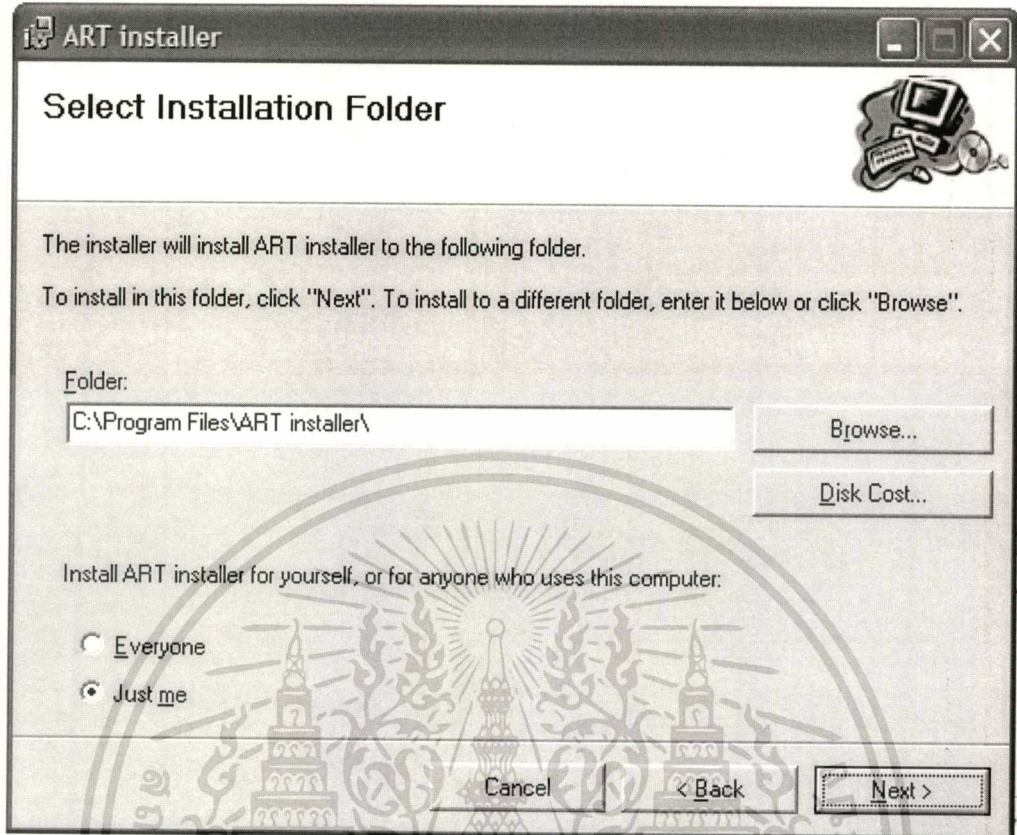 ART installer
Select Installation Folder
The installer will install ART installer to the following folder.
To install in this folder, click "Next". To install to a different folder, enter it below or click "Browse".
Folder:
C:\Program Files\ART installer\
Browse...
Disk Cost...
Install ART installer for yourself, or for anyone who uses this computer:
Everyone
Just me
Cancel
< Back
Next >